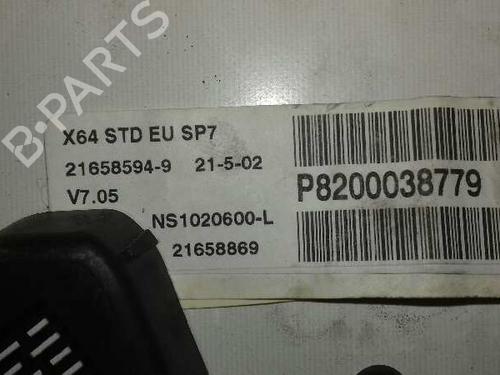 B-PARTS
X64 STD EU SP7
21658594-9 21-5-02
V7.05
NS1020600-L
21658869
P8200038779